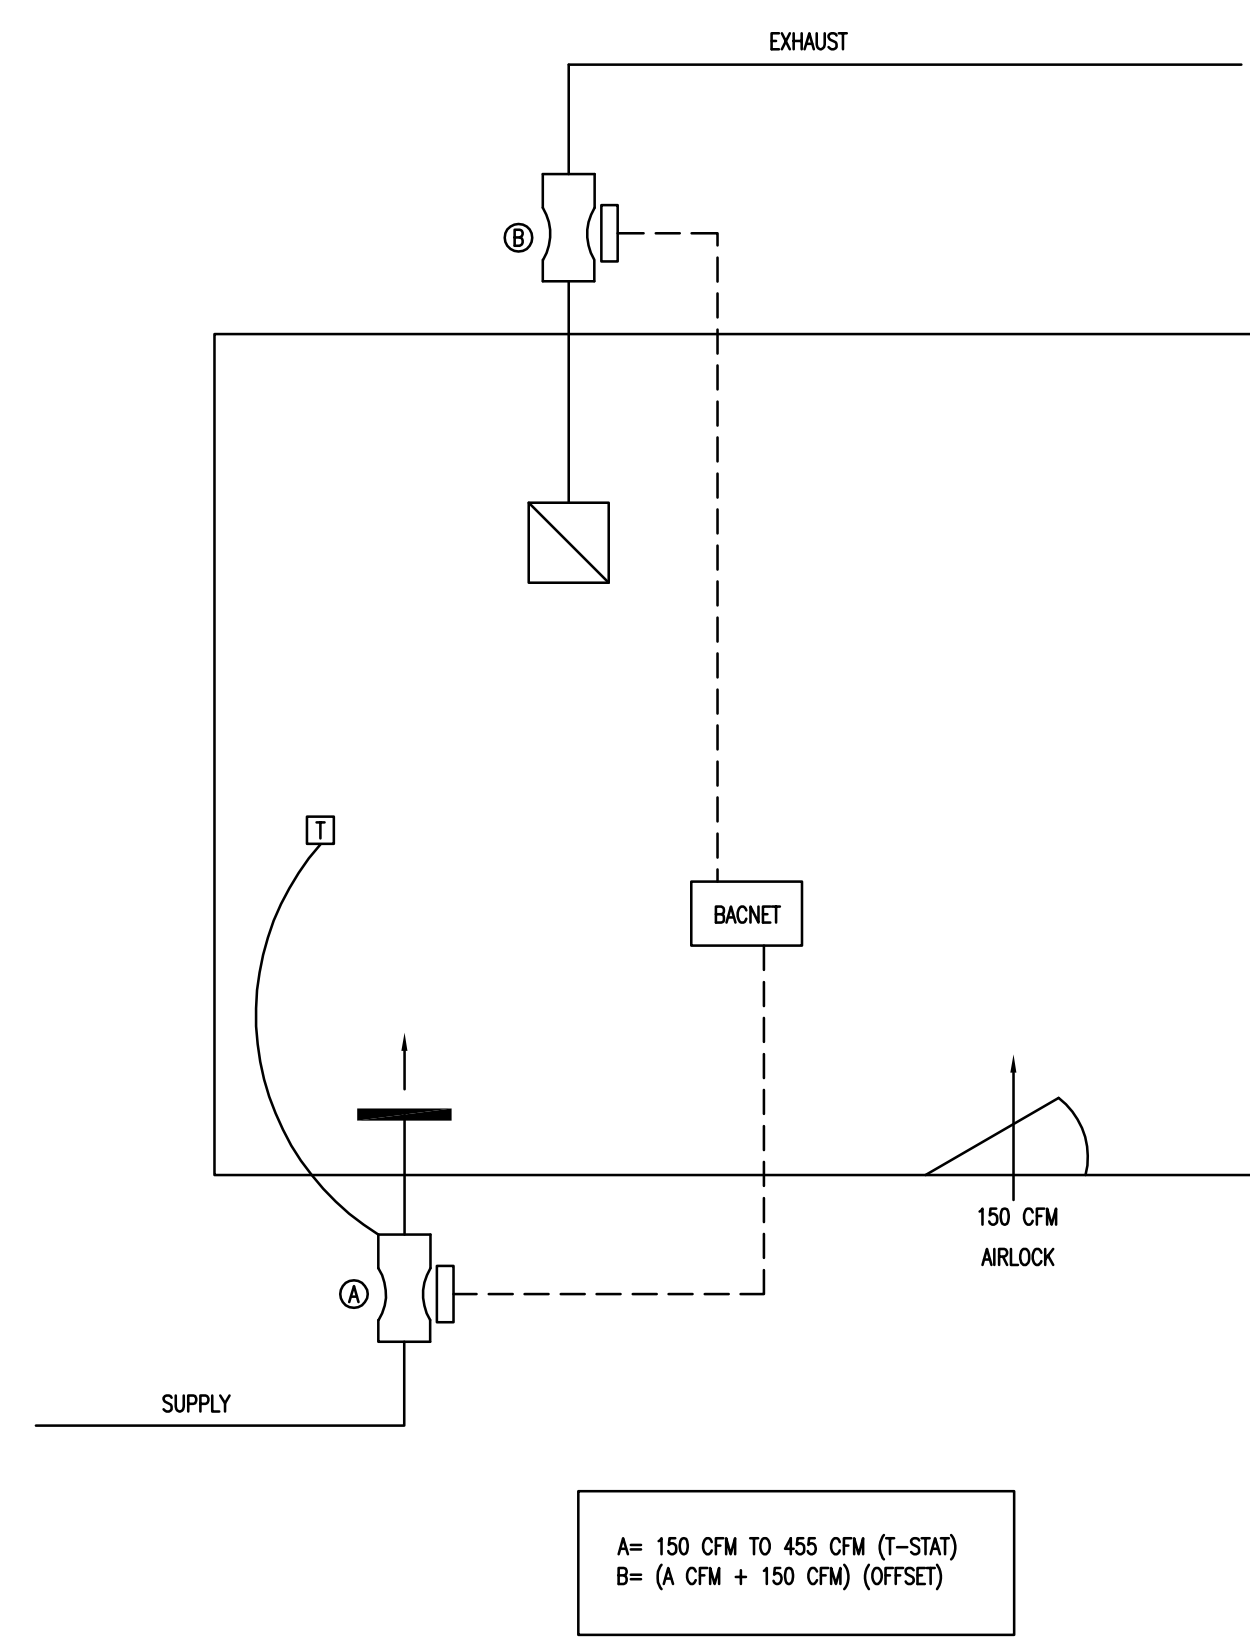 EXHAUST
B
T
BACNET
150 CFM
AIRLOCK
A
SUPPLY
A= 150 CFM TO 455 CFM (T-STAT)
B= (A CFM + 150 CFM) (OFFSET)